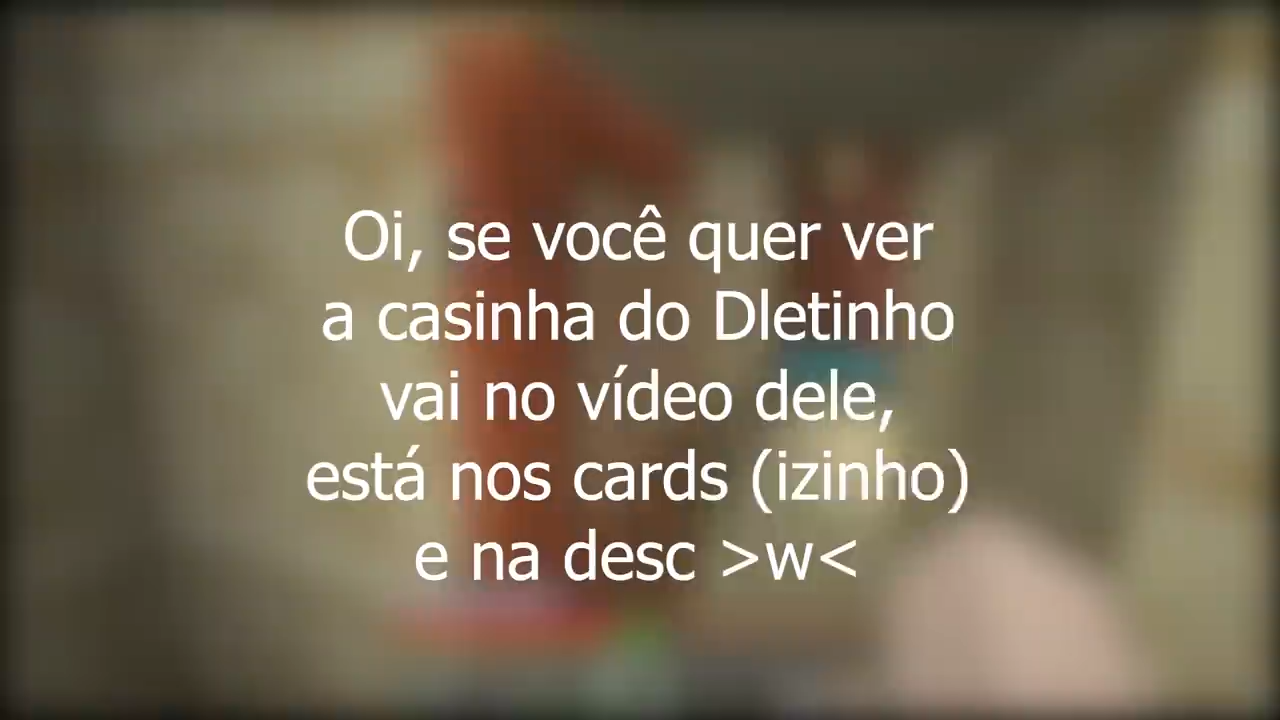 Oi, se você quer ver
a casinha do Dletinho
vai no vídeo dele,
está nos cards (izinho)
e na desc >w<